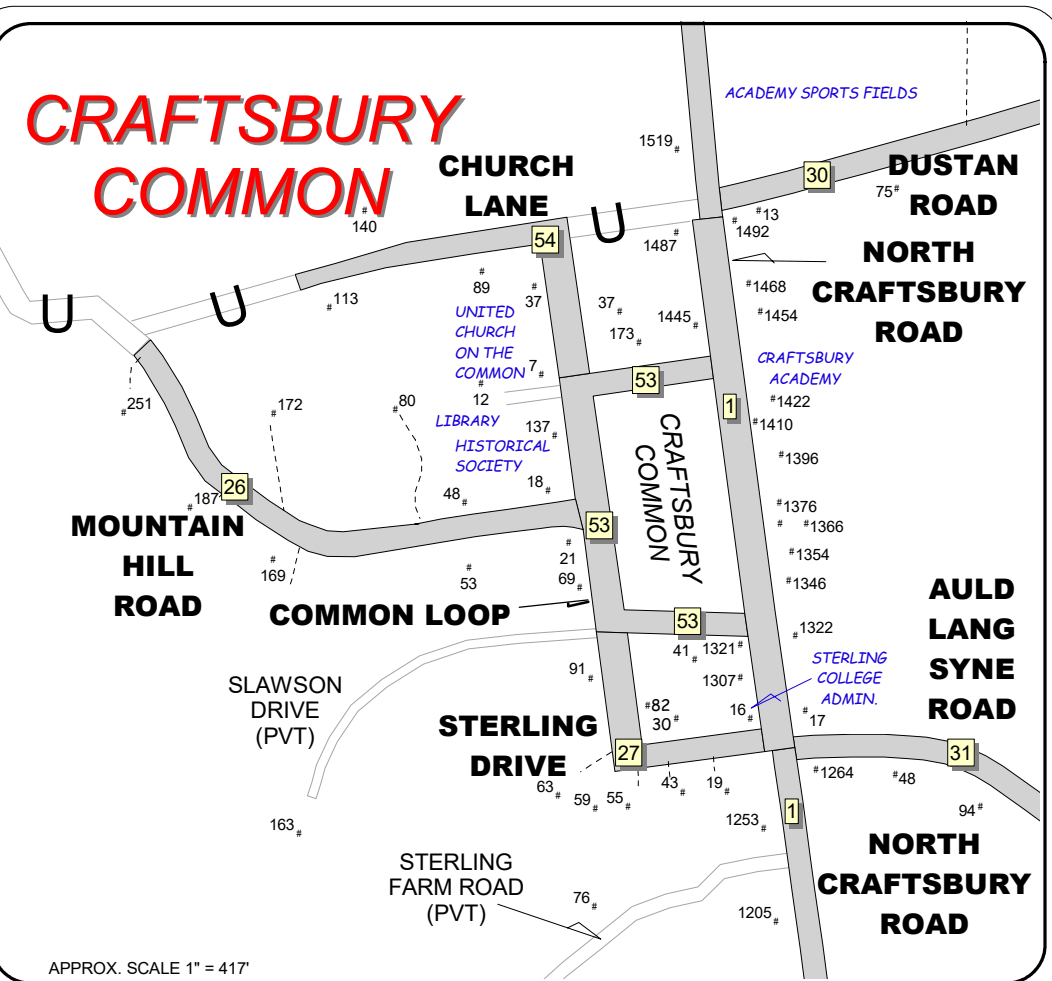 CRAFTSBURY
COMMON
ACADEMY SPORTS FIELDS
1519#
CHURCH
LANE
30
DUSTAN
ROAD
75#
#
140
54
U
1487
#
#13
#
1492
NORTH
CRAFTSBURY
ROAD
#
89
#
37
#113
U
U
#1468
#1454
37#
173#
1445#
UNITED
CHURCH
ON THE
COMMON
7#
#
12
53
CRAFTSBURY
ACADEMY
1
#1422
#1410
#251
#172
#80
LIBRARY
HISTORICAL
SOCIETY
137#
18#
48#
CRAFTSBURY
COMMON
#1396
26
#187
53
#1376
# #1366
#1354
#1346
MOUNTAIN
HILL
ROAD
#
169
#
53
#
21
69#
COMMON LOOP
53
#1322
AULD
LANG
SYNE
ROAD
41#
1321#
1307#
STERLING
COLLEGE
ADMIN.
SLAWSON
DRIVE
(PVT)
91#
#82
30#
16#
#17
STERLING
DRIVE
27
31
63#
59#
55#
43#
19#
#1264
#48
94#
163#
1253#
1
NORTH
CRAFTSBURY
ROAD
STERLING
FARM ROAD
(PVT)
76#
1205#
APPROX. SCALE 1" = 417'